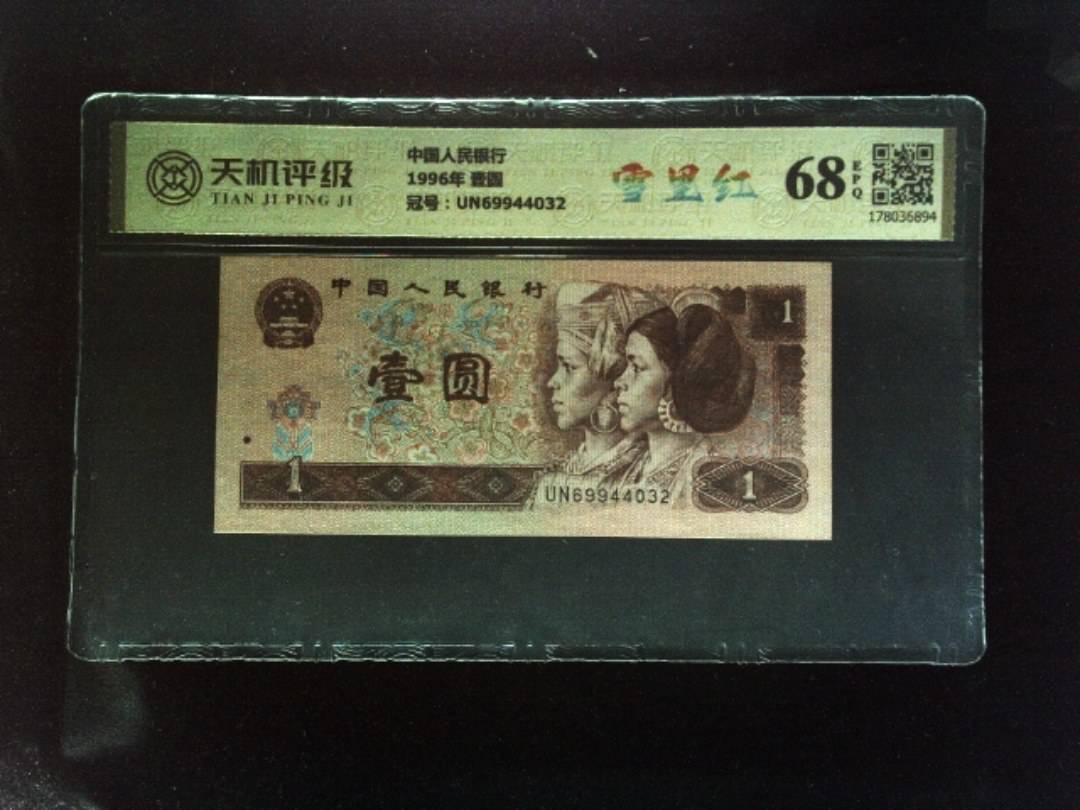 天机评级
TIAN JI PING JI
中国人民银行
1996年 壹圆
冠号：UN69944032
雪里红
68
EPQ
178036894
中国人民银行
1
壹圆
1
UN69944032
1